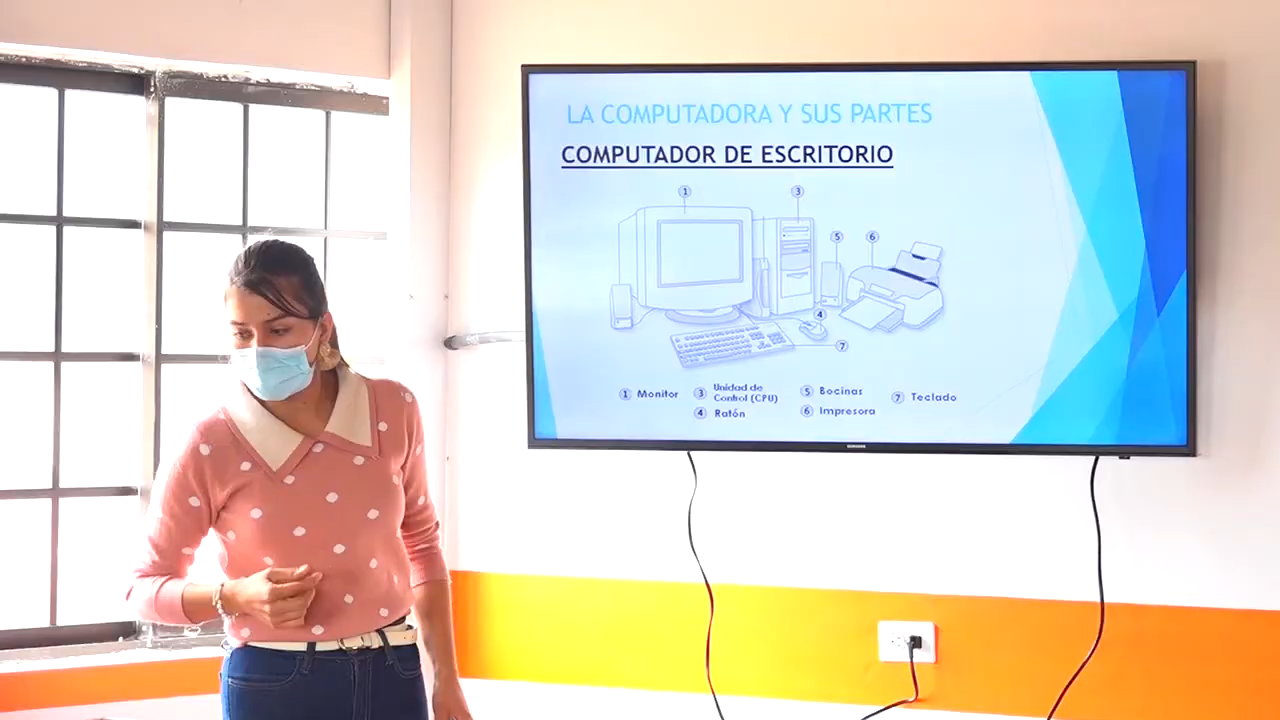 LA COMPUTADORA Y SUS PARTES
COMPUTADOR DE ESCRITORIO
1 3
5 6
4
7
1 Monitor 3 Unidad de Control (CPU) 5 Bocinas 7 Teclado
4 Ratón 6 Impresora
SAMSUNG